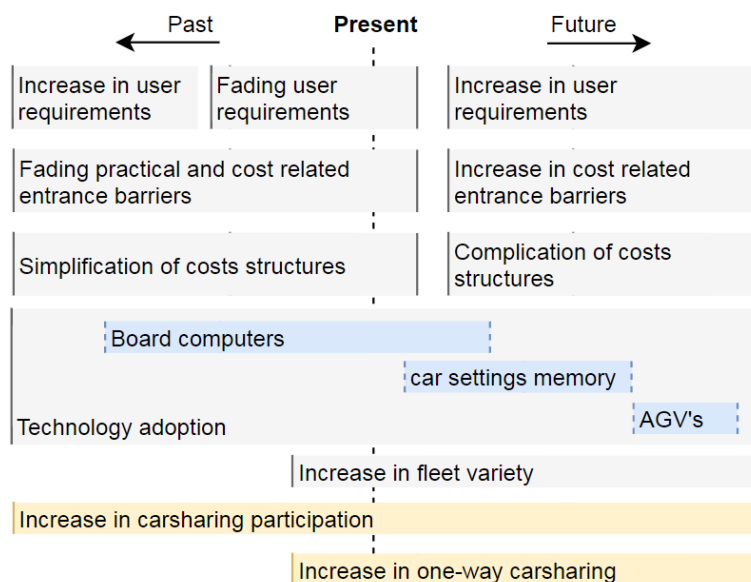 Past
Present
Future
Increase in user
requirements
Fading user
requirements
Increase in user
requirements
Fading practical and cost related
entrance barriers
Increase in cost related
entrance barriers
Simplification of costs structures
Complication of costs
structures
Board computers
car settings memory
AGV's
Technology adoption
Increase in fleet variety
Increase in carsharing participation
Increase in one-way carsharing